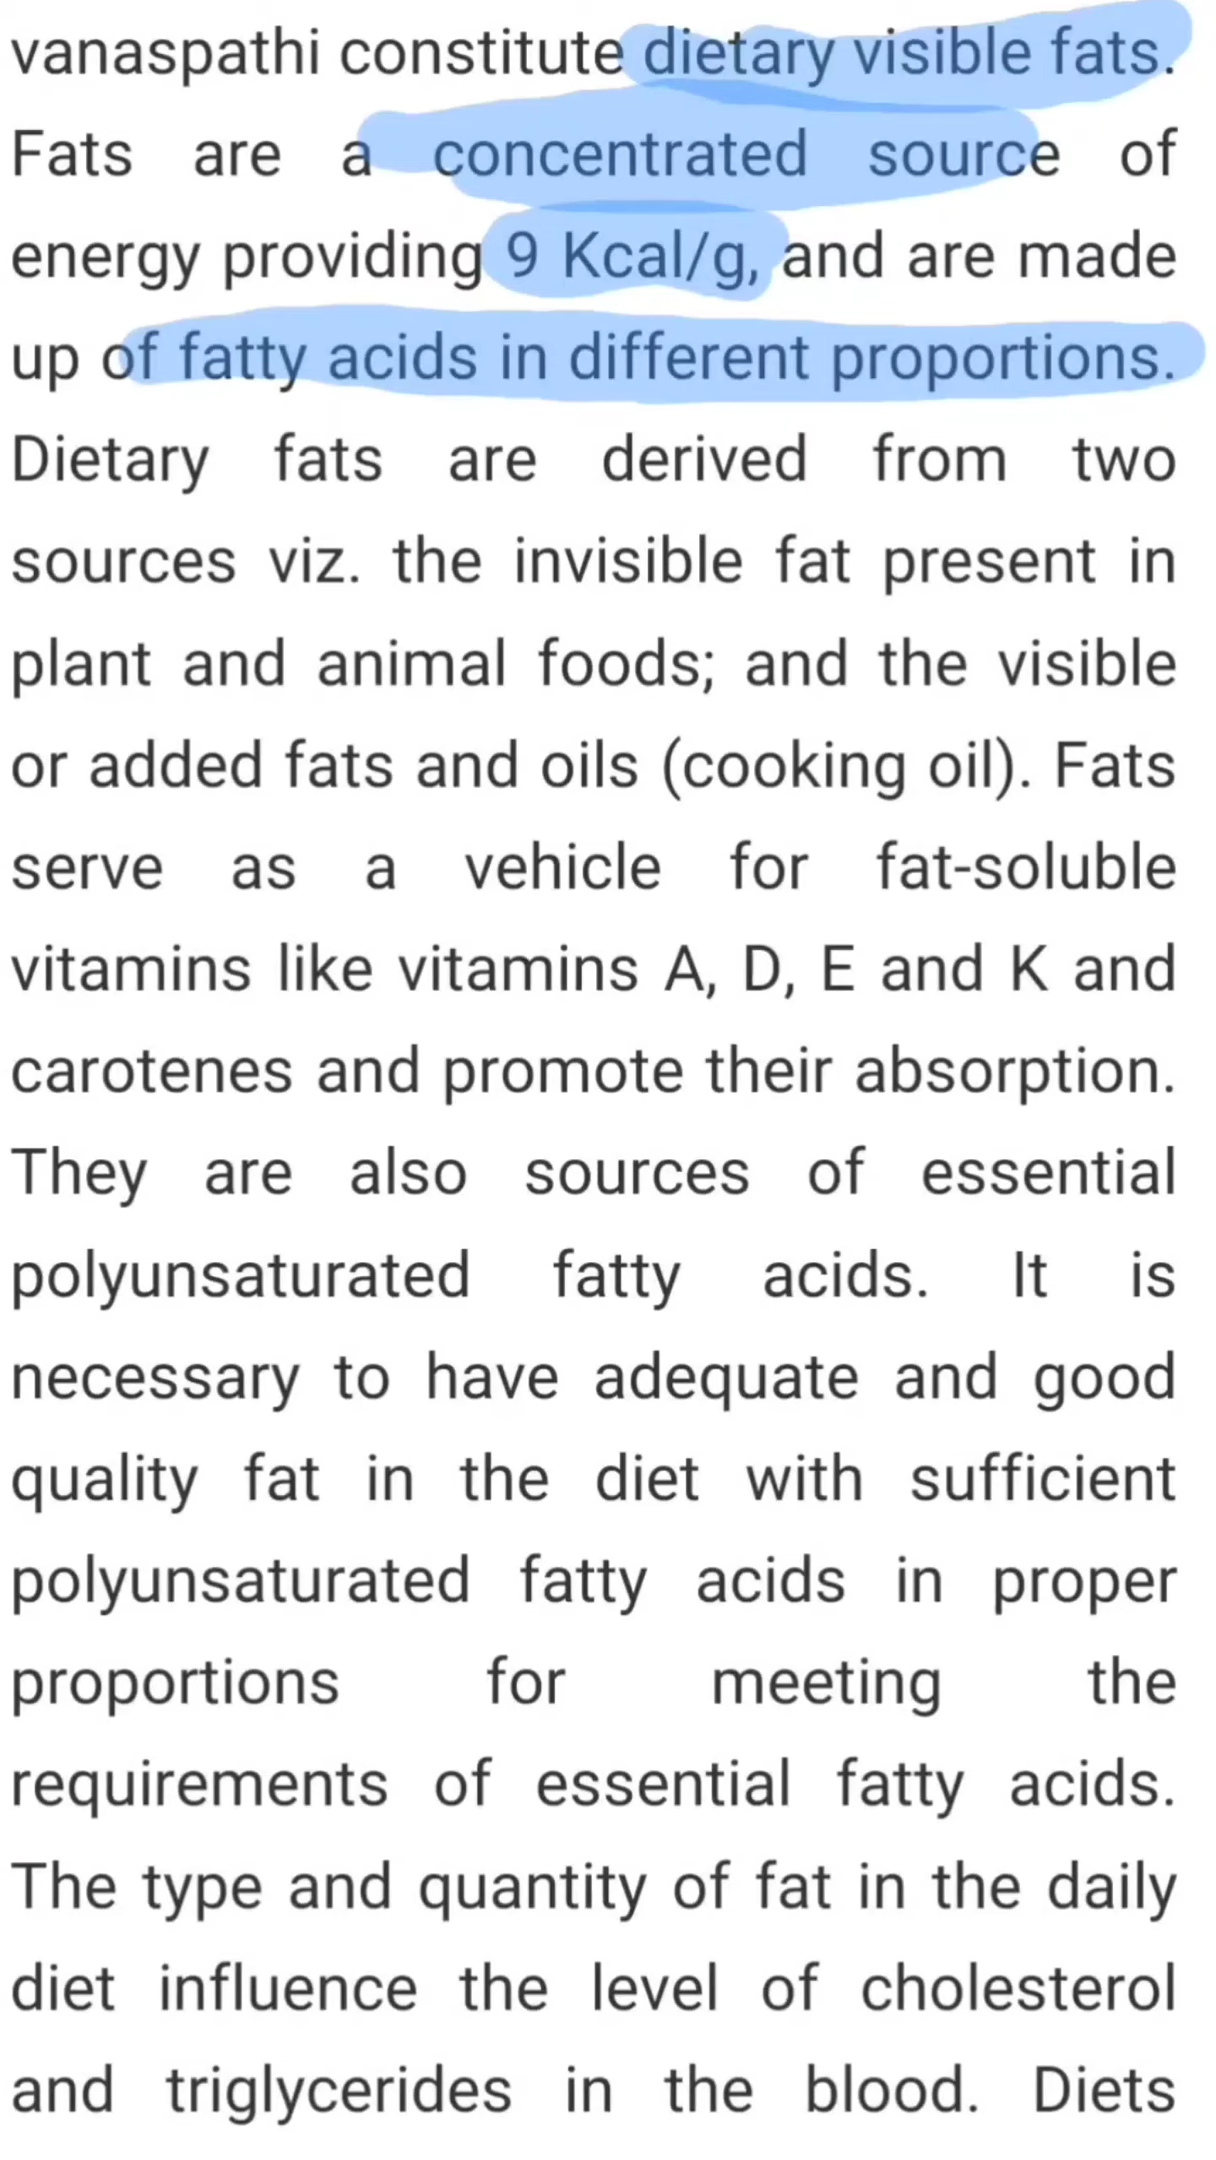 vanaspathi constitute dietary visible fats.
Fats are a concentrated source of
energy providing 9 Kcal/g, and are made
up of fatty acids in different proportions.
Dietary fats are derived from two
sources viz. the invisible fat present in
plant and animal foods; and the visible
or added fats and oils (cooking oil). Fats
serve as a vehicle for fat-soluble
vitamins like vitamins A, D, E and K and
carotenes and promote their absorption.
They are also sources of essential
polyunsaturated fatty acids. It is
necessary to have adequate and good
quality fat in the diet with sufficient
polyunsaturated fatty acids in proper
proportions for meeting the
requirements of essential fatty acids.
The type and quantity of fat in the daily
diet influence the level of cholesterol
and triglycerides in the blood. Diets